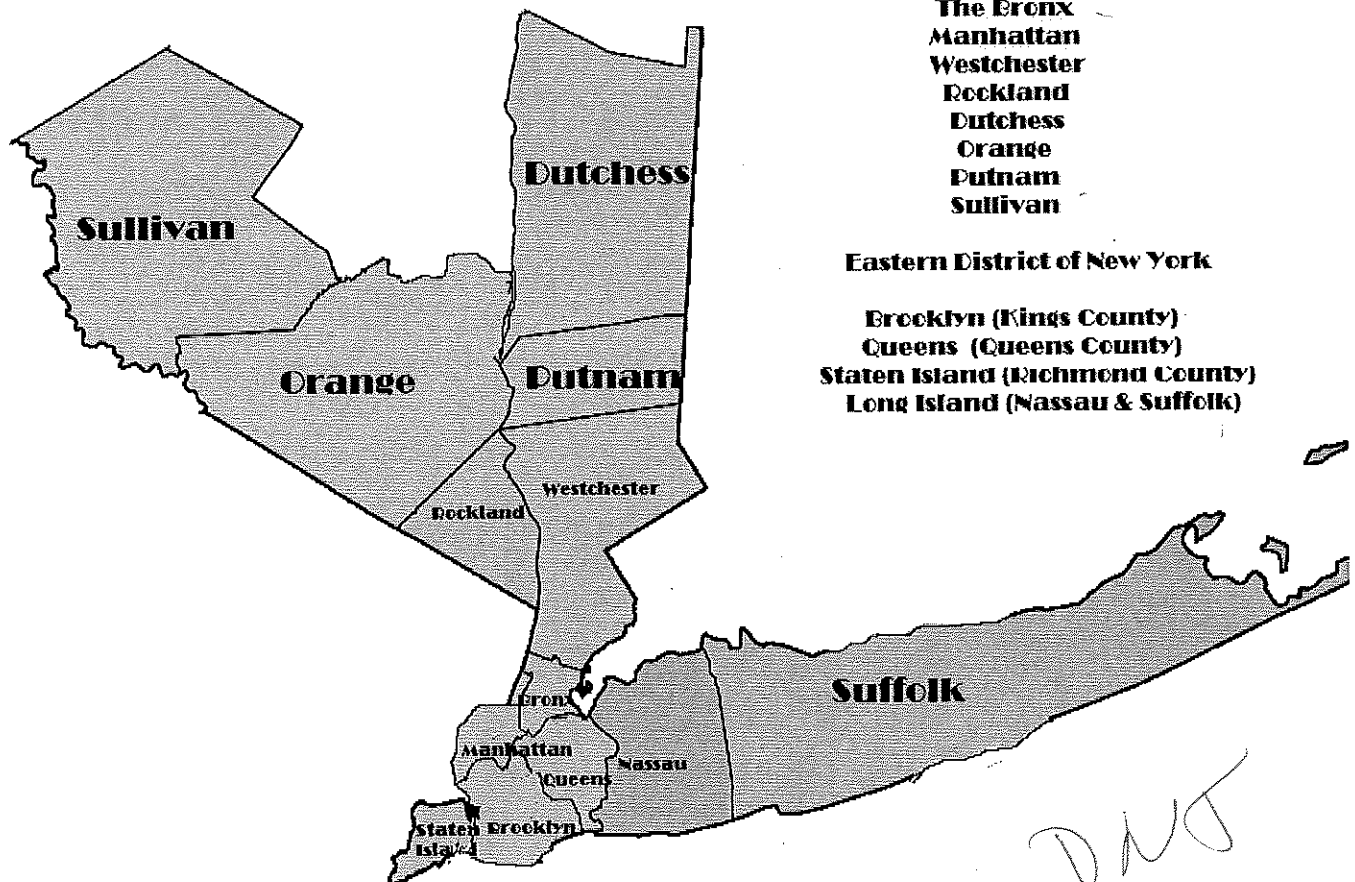 The Bronx
Manhattan
Westchester
Rockland
Dutchess
Orange
Putnam
Sullivan
Eastern District of New York
Brooklyn (Kings County)
Queens (Queens County)
Staten Island (Richmond County)
Long Island (Nassau & Suffolk)
Dutchess
Sullivan
Orange
Putnam
Westchester
Rockland
Bronx
Suffolk
Manhattan
Nassau
Queens
Staten
Island
Brooklyn
DNJ